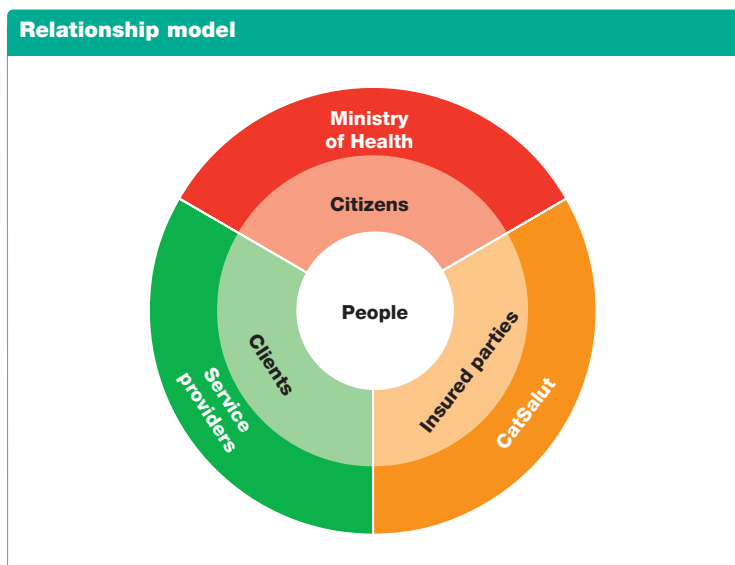 Relationship model
Ministry
of Health
Citizens
People
Clients
Insured parties
Service
providers
CatSalut